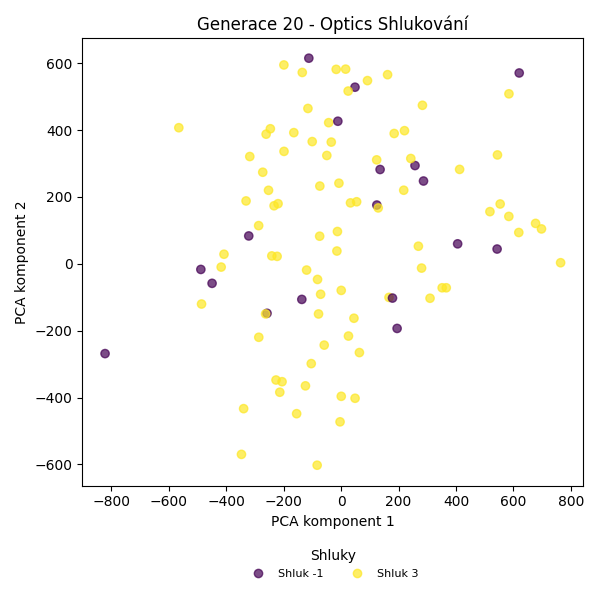 Generace 20 - Optics Shlukování
600
400
200
0
−200
−400
−600
PCA komponent 2
−800
−600
−400
−200
0
200
400
600
800
PCA komponent 1
Shluky
Shluk -1
Shluk 3